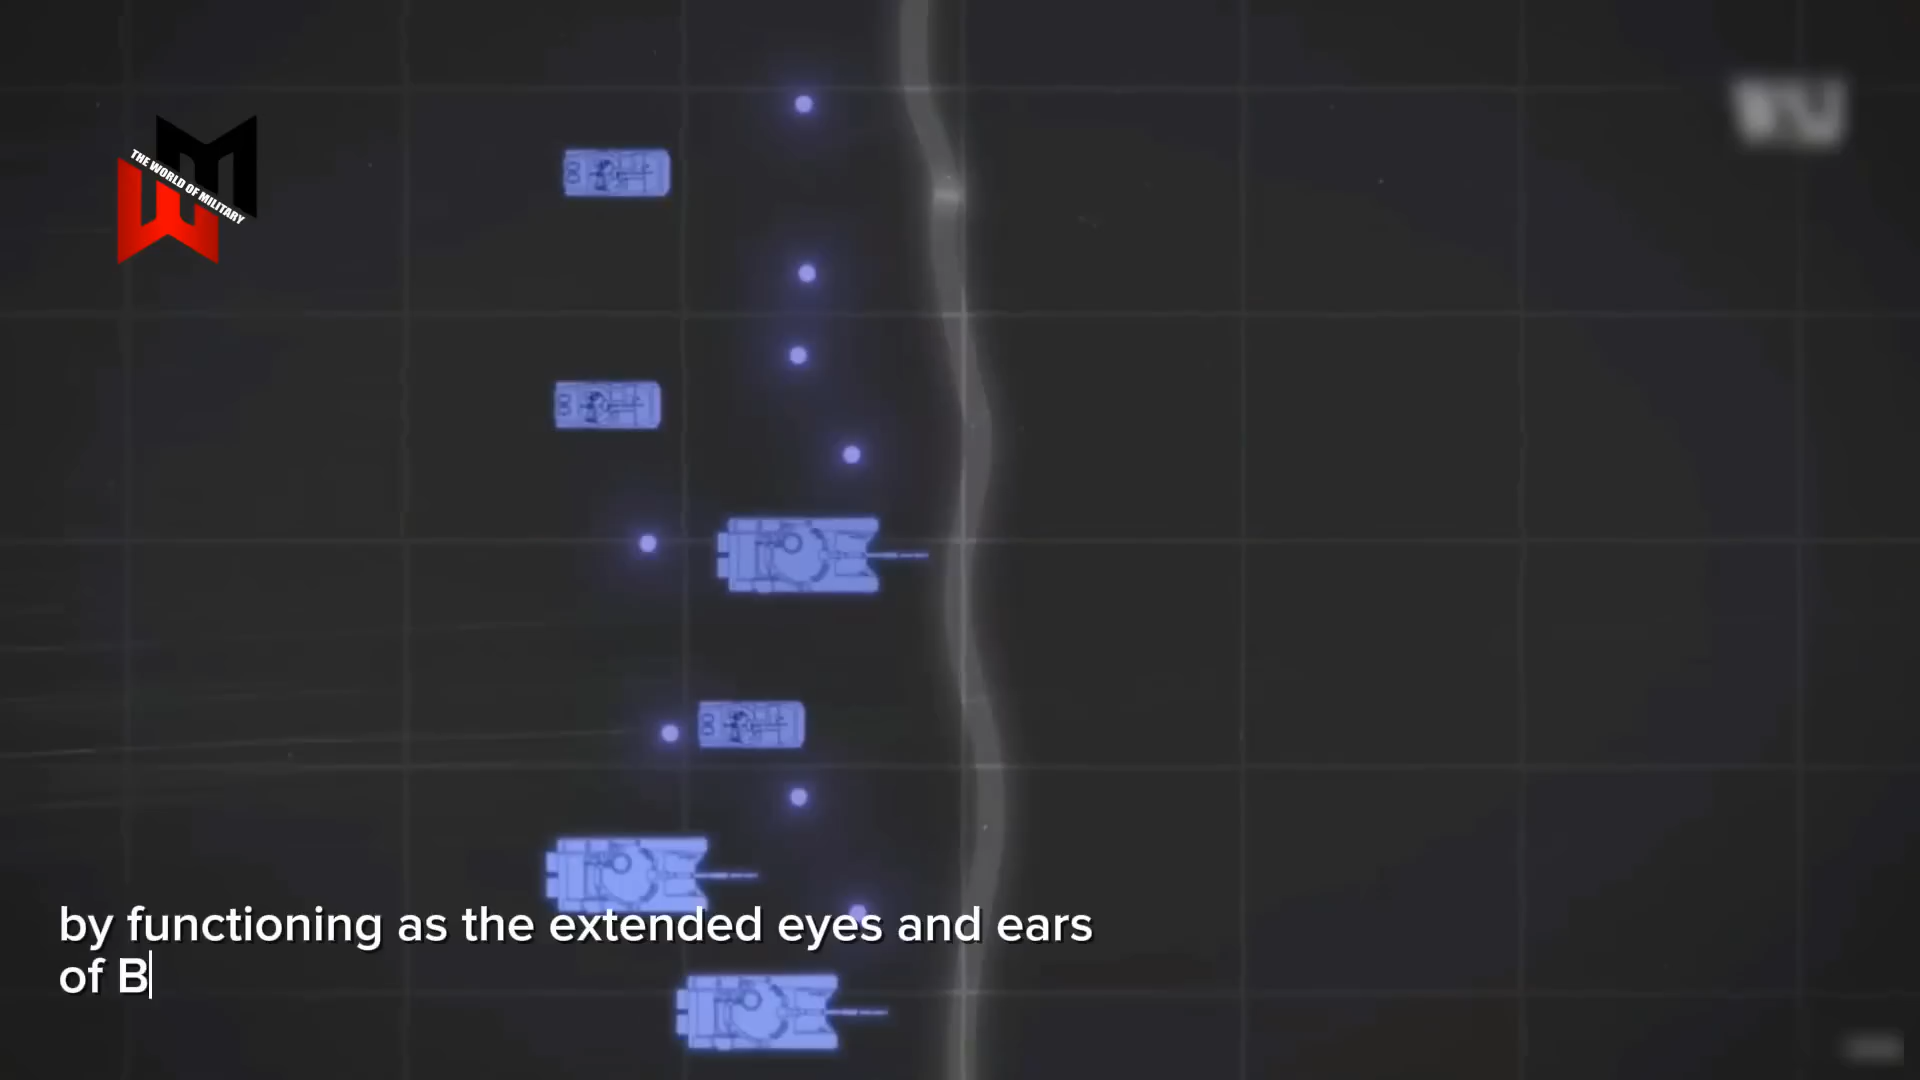 THE WORLD OF MILITARY
by functioning as the extended eyes and ears
of B